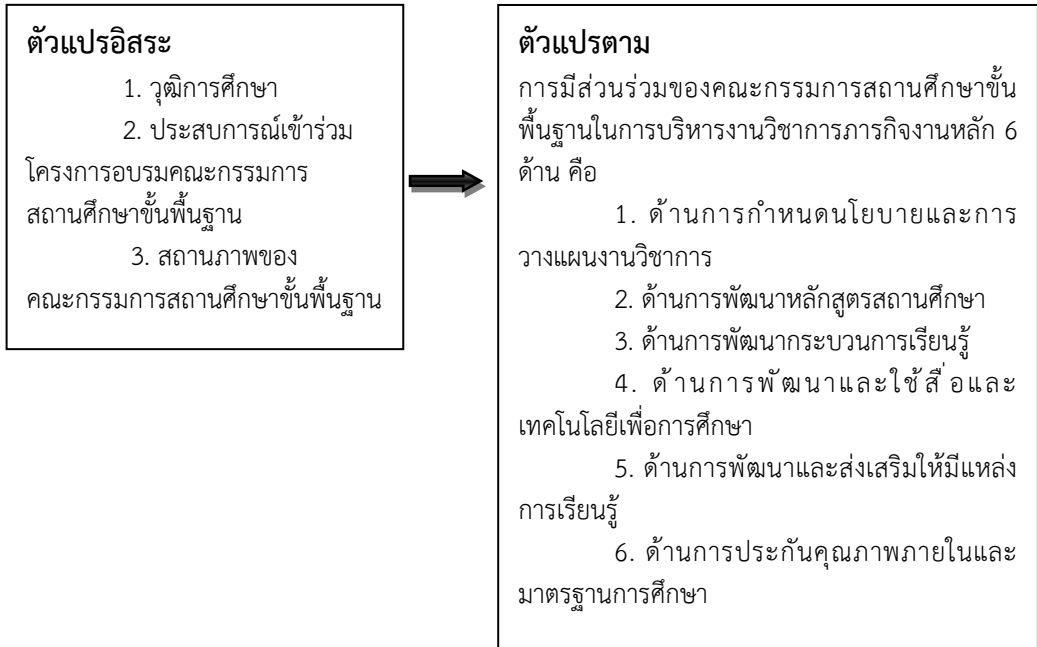 ตัวแปรอิสระ
1. วุฒิการศึกษา
2. ประสบการณ์เข้าร่วม
โครงการอบรมคณะกรรมการ
สถานศึกษาขั้นพื้นฐาน
3. สถานภาพของ
คณะกรรมการสถานศึกษาขั้นพื้นฐาน
ตัวแปรตาม
การมีส่วนร่วมของคณะกรรมการสถานศึกษาขั้น
พื้นฐานในการบริหารงานวิชาการภารกิจงานหลัก 6
ด้าน คือ
1. ด้านการกำหนดนโยบายและการ
วางแผนงานวิชาการ
2. ด้านการพัฒนาหลักสูตรสถานศึกษา
3. ด้านการพัฒนากระบวนการเรียนรู้
4. ด้านการพัฒนาและใช้สื่อและ
เทคโนโลยีเพื่อการศึกษา
5. ด้านการพัฒนาและส่งเสริมให้มีแหล่ง
การเรียนรู้
6. ด้านการประกันคุณภาพภายในและ
มาตรฐานการศึกษา